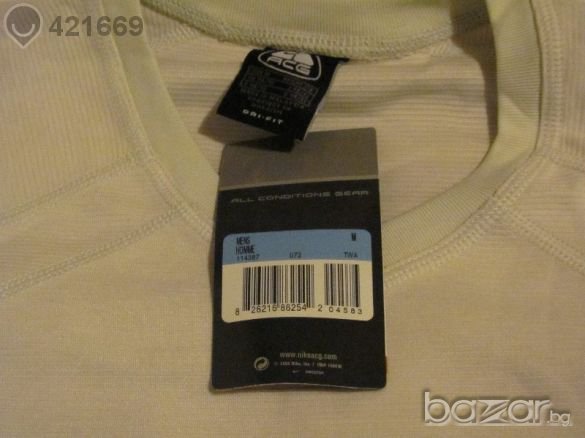 421669
ACG
DRI-FIT
ALL CONDITIONS GEAR
MENS M
HOMME
114387 072 TWA
8 26216 86254 2 04583
www.nikeacg.com
bazar.bg